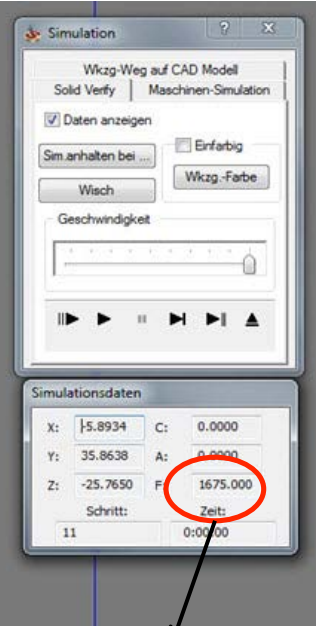 Simulation
Wkzg-Weg auf CAD Modell
Solid Verify Maschinen-Simulation
Daten anzeigen
Sim.anhalten bei ... Einfarbig
Wisch Wkzg.-Farbe
Geschwindigkeit
Simulationsdaten
X: -5.8934 C: 0.0000
Y: 35.8638 A: 0.0000
Z: -25.7650 F: 1675.000
Schritt: Zeit:
11 0:00:00